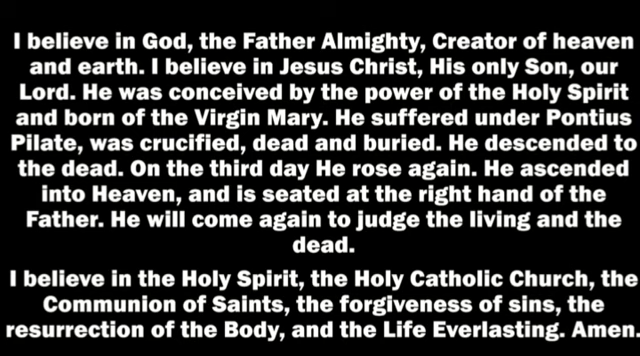 I believe in God, the Father Almighty, Creator of heaven
and earth. I believe in Jesus Christ, His only Son, our
Lord. He was conceived by the power of the Holy Spirit
and born of the Virgin Mary. He suffered under Pontius
Pilate, was crucified, dead and buried. He descended to
the dead. On the third day He rose again. He ascended
into Heaven, and is seated at the right hand of the
Father. He will come again to judge the living and the
dead.
I believe in the Holy Spirit, the Holy Catholic Church, the
Communion of Saints, the forgiveness of sins, the
resurrection of the Body, and the Life Everlasting. Amen.